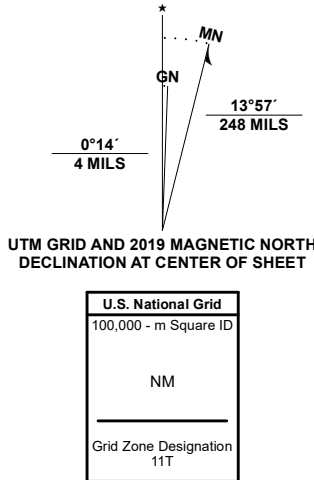 ★
MN
GN
13°57´
248 MILS
0°14´
4 MILS
UTM GRID AND 2019 MAGNETIC NORTH
DECLINATION AT CENTER OF SHEET
U.S. National Grid
100,000 - m Square ID
NM
Grid Zone Designation
11T